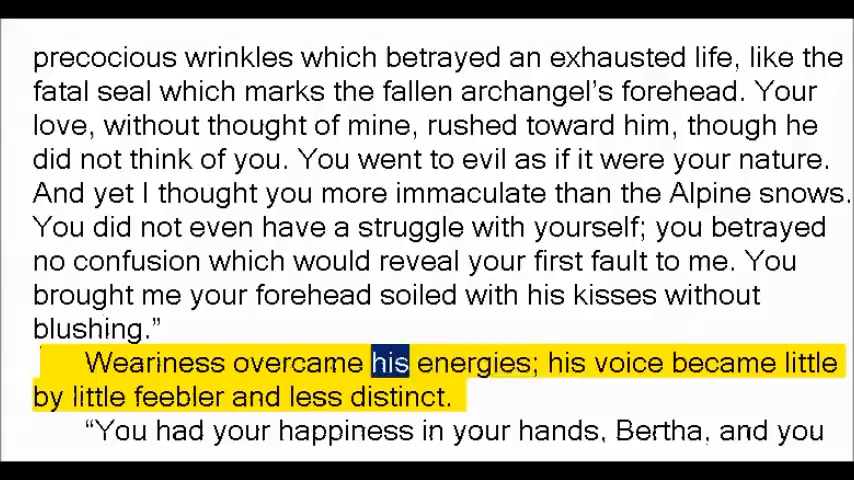 precocious wrinkles which betrayed an exhausted life, like the
fatal seal which marks the fallen archangel’s forehead. Your
love, without thought of mine, rushed toward him, though he
did not think of you. You went to evil as if it were your nature.
And yet I thought you more immaculate than the Alpine snows.
You did not even have a struggle with yourself; you betrayed
no confusion which would reveal your first fault to me. You
brought me your forehead soiled with his kisses without
blushing.”
Weariness overcame his energies; his voice became little
by little feebler and less distinct.
“You had your happiness in your hands, Bertha, and you